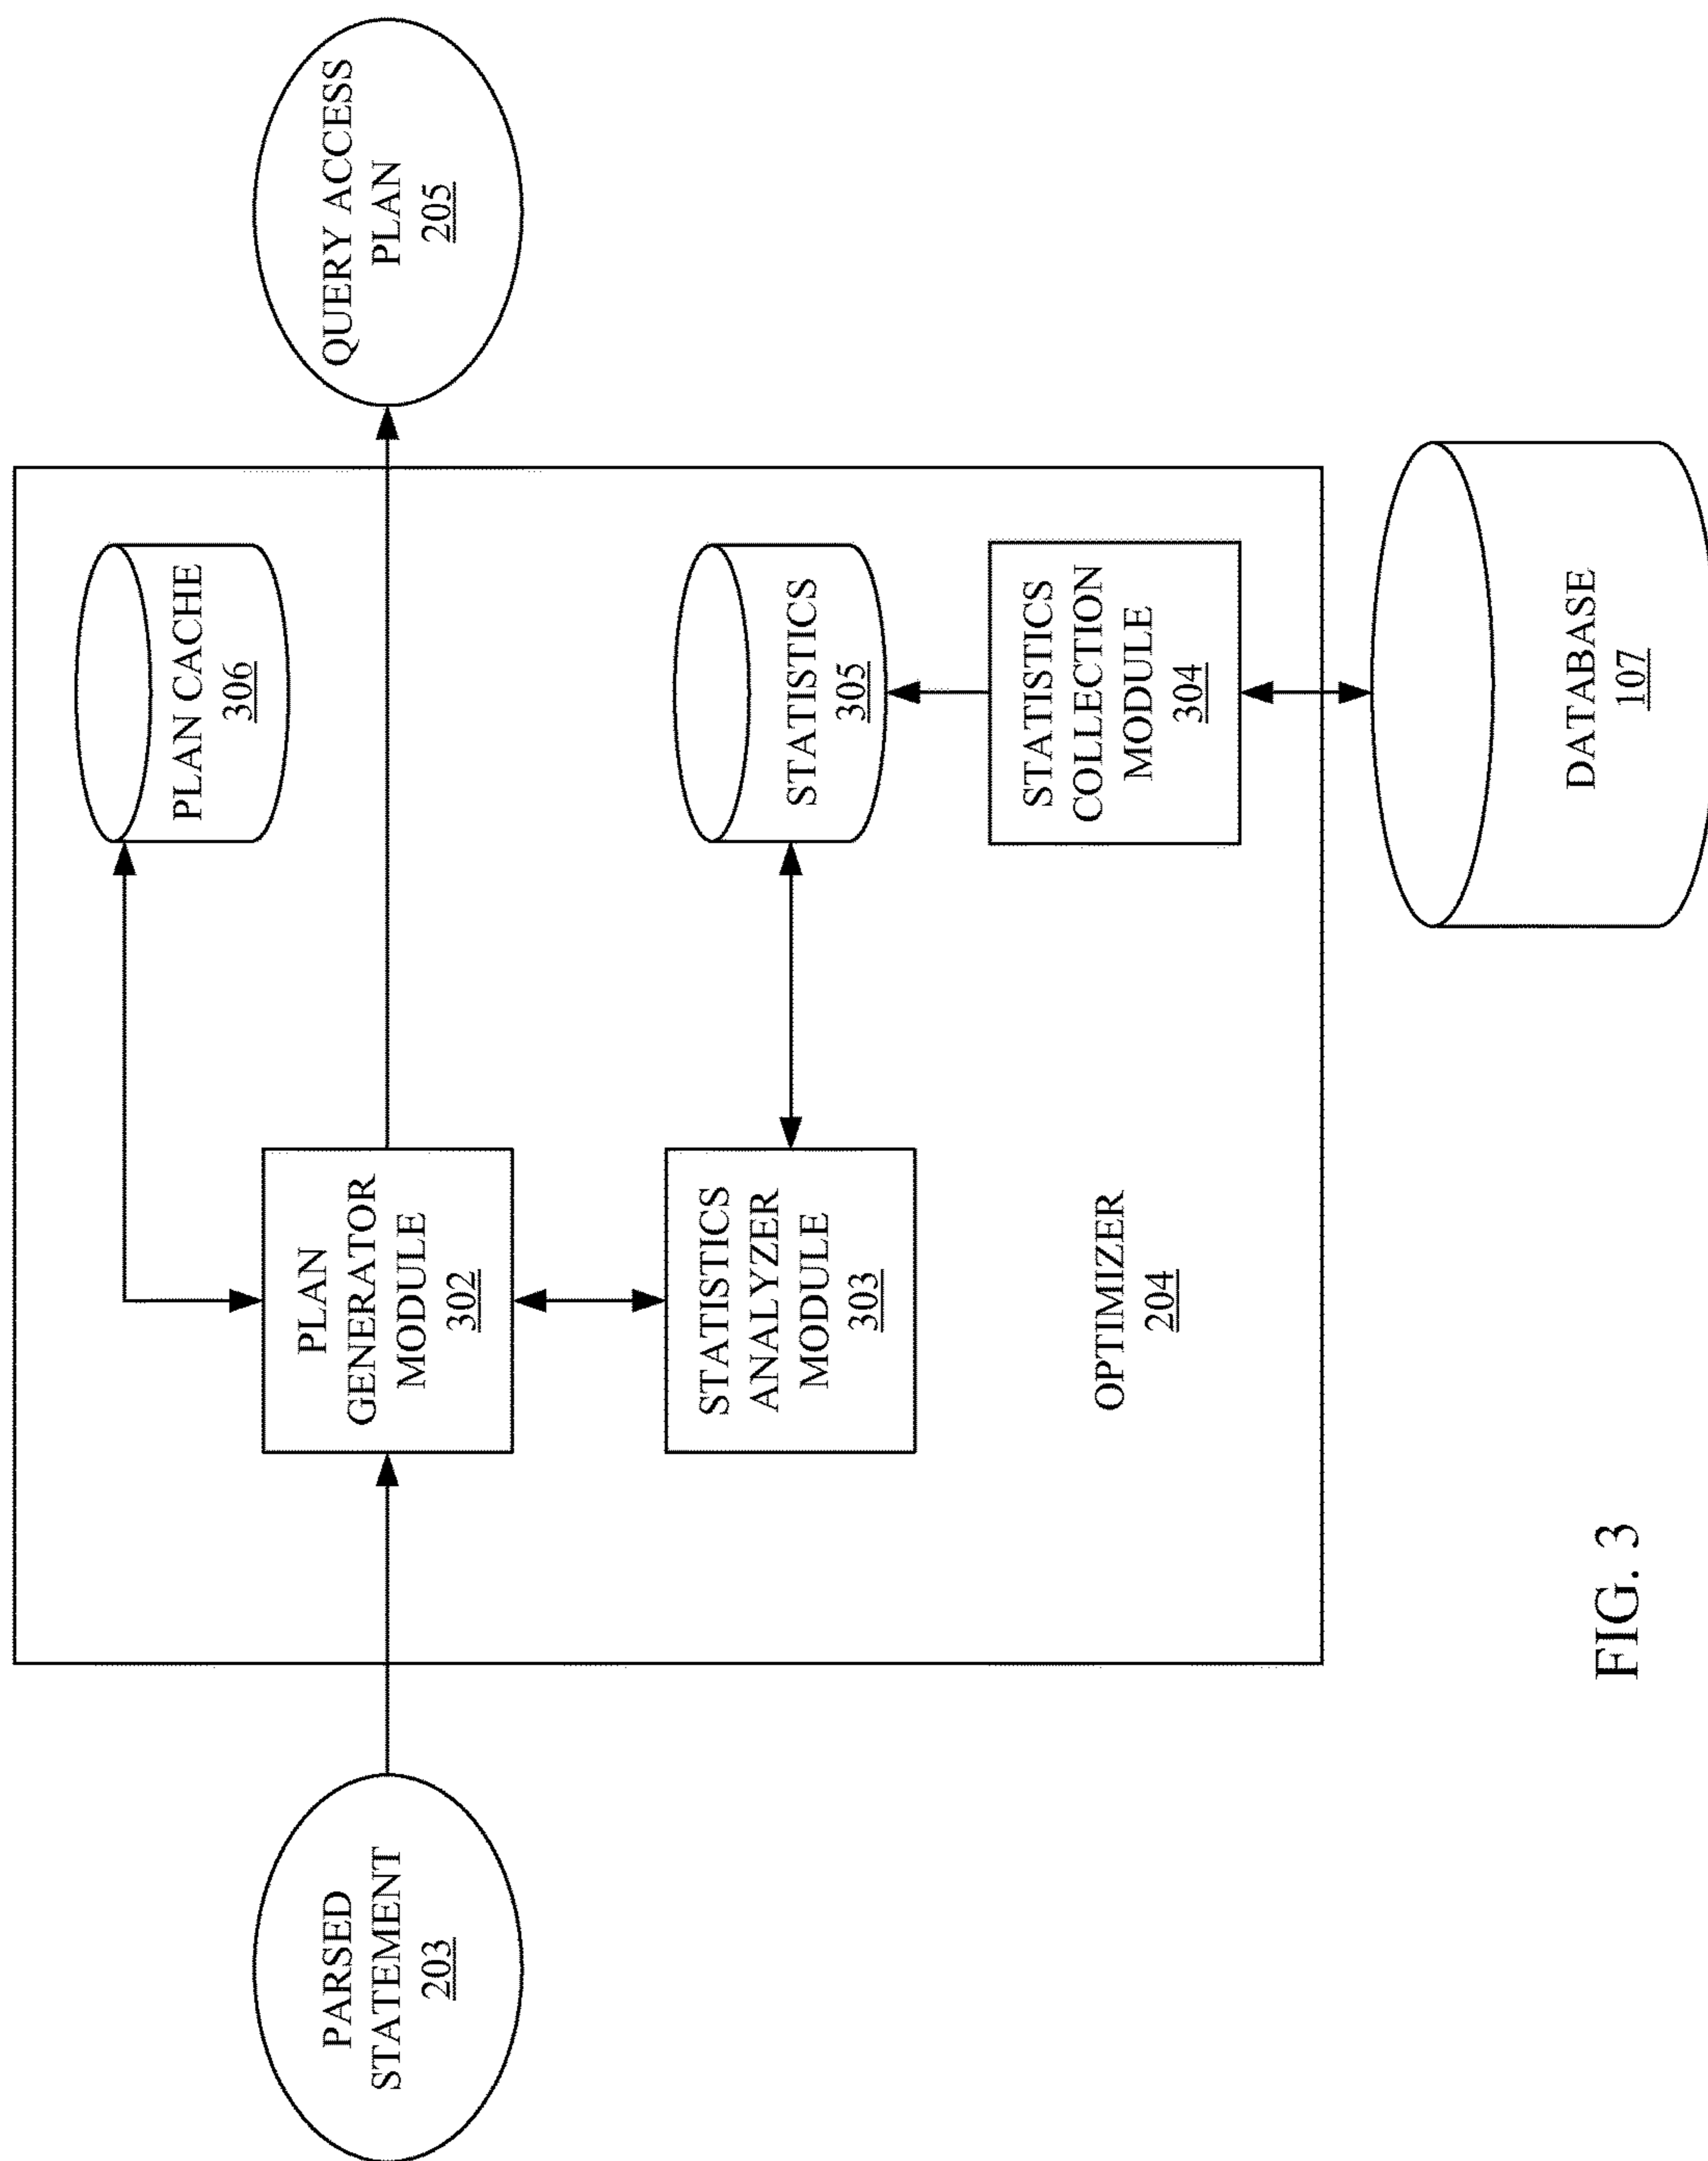 PARSED
STATEMENT
203
PLAN
GENERATOR
MODULE
302
PLAN CACHE
306
QUERY ACCESS
PLAN
205
STATISTICS
ANALYZER
MODULE
303
STATISTICS
305
STATISTICS
COLLECTION
MODULE
304
OPTIMIZER
204
DATABASE
107
FIG. 3